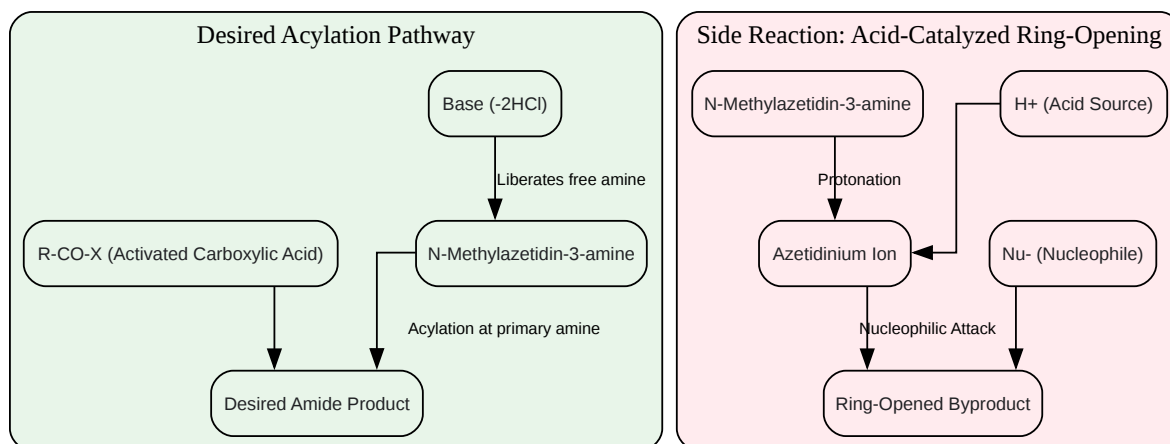 Desired Acylation Pathway
Base (-2HCl)
Liberates free amine
R-CO-X (Activated Carboxylic Acid)
N-Methylazetidin-3-amine
Acylation at primary amine
Desired Amide Product
Side Reaction: Acid-Catalyzed Ring-Opening
N-Methylazetidin-3-amine
H+ (Acid Source)
Protonation
Azetidinium Ion
Nu- (Nucleophile)
Nucleophilic Attack
Ring-Opened Byproduct